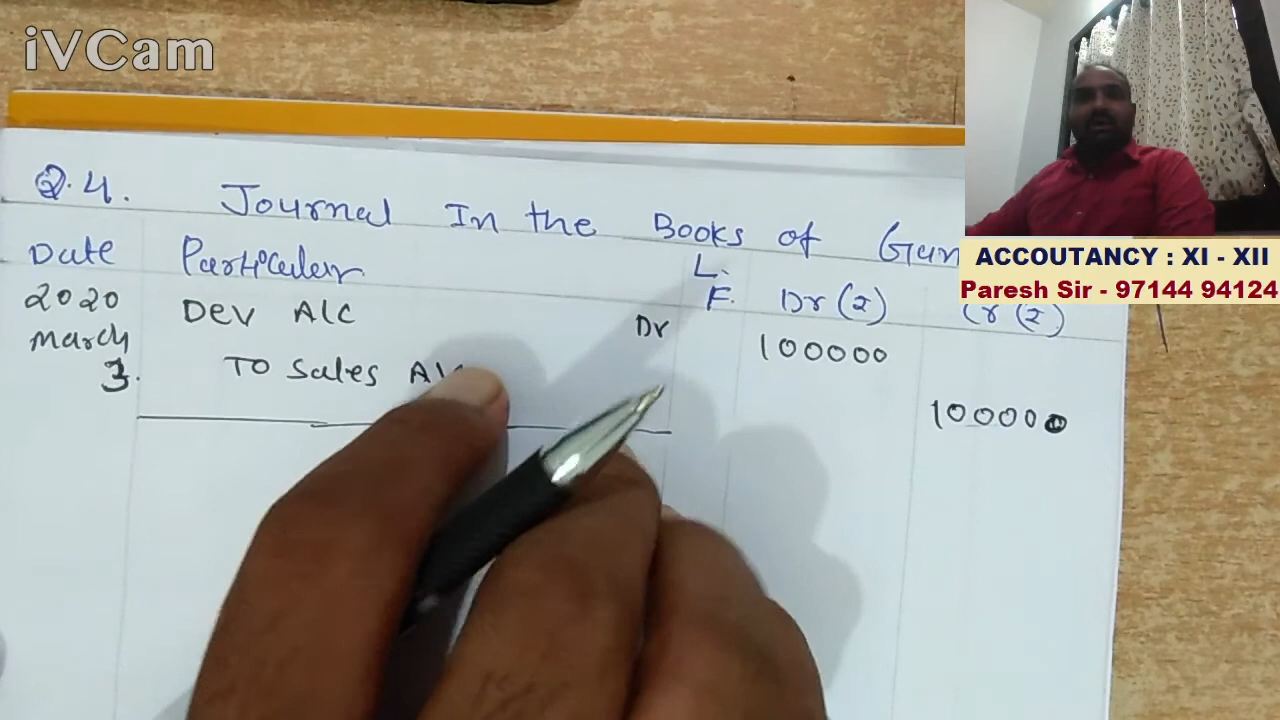 iVCam
Q.4. Journal In the Books of
Date Particular L. F. Dr (₹) Cr (₹)
2020 Dev A/c Dr 100000
March
3. To Sales A/c 100000
ACCOUTANCY : XI - XII
Paresh Sir - 97144 94124